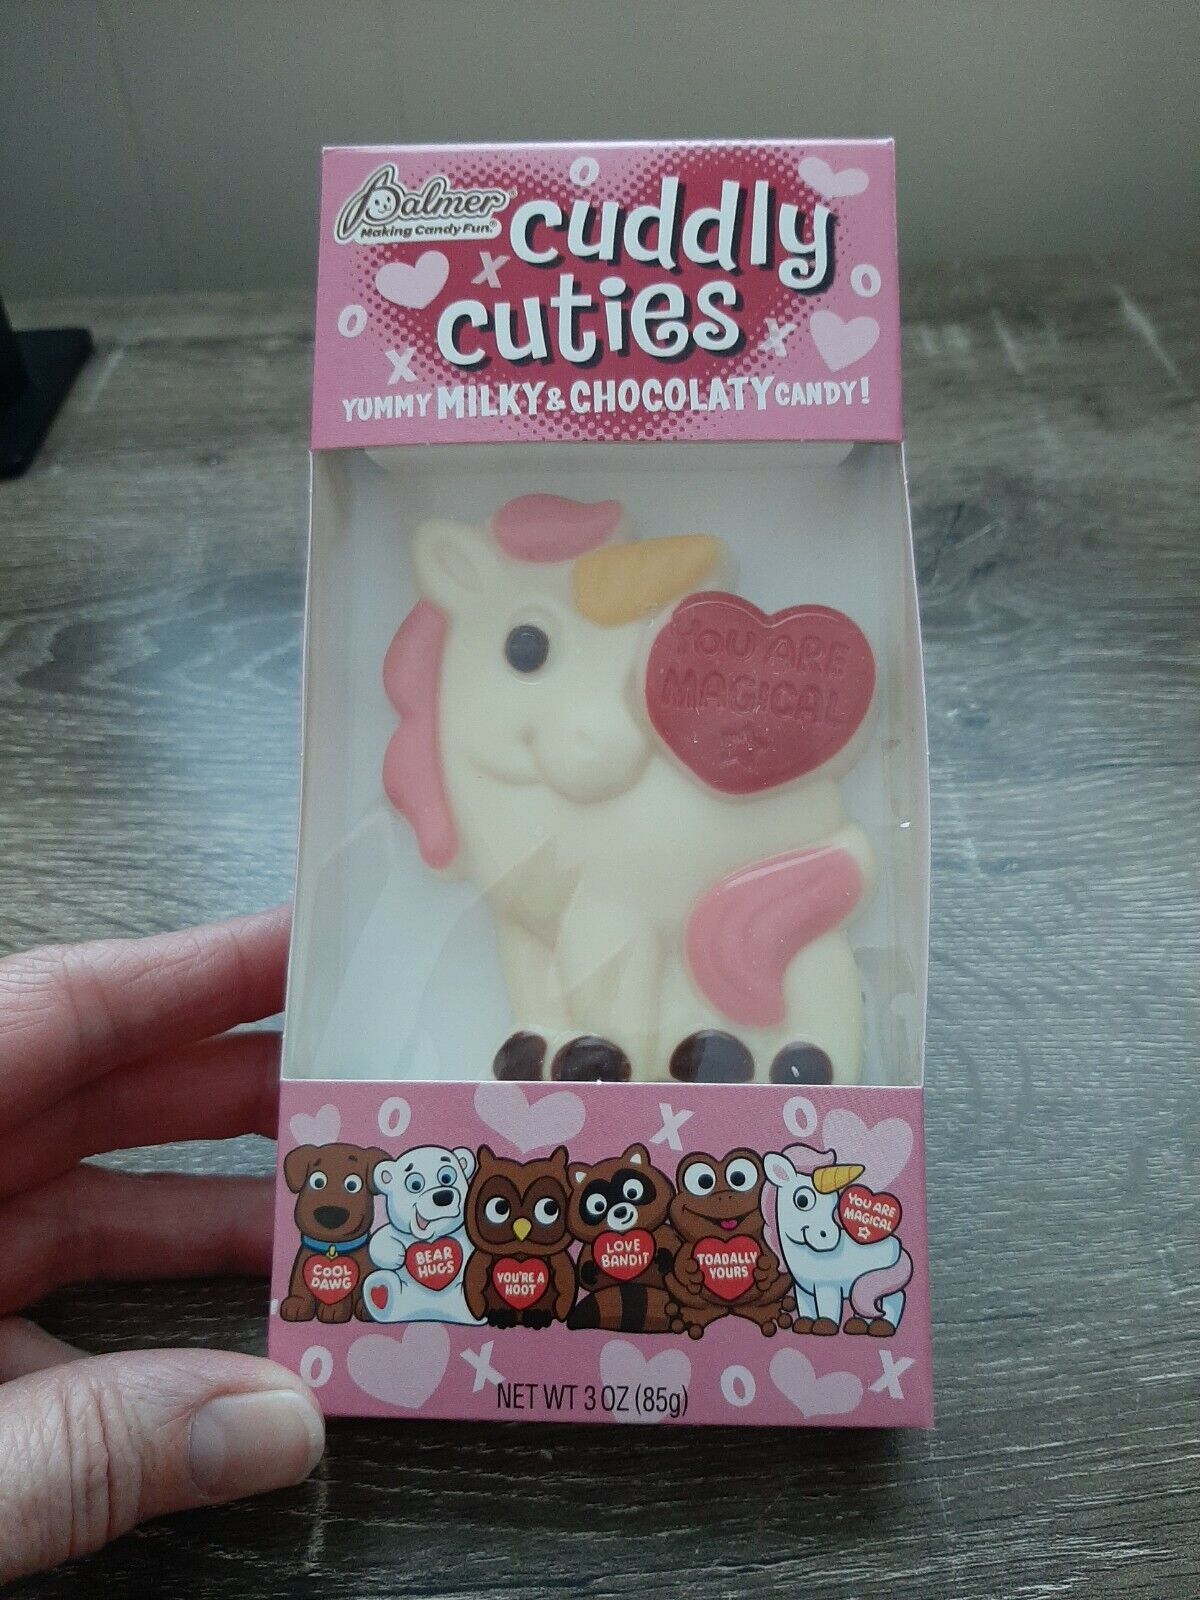 Palmer®
Making Candy Fun.®
cuddly
cuties
x o x o x o x
YUMMY MILKY & CHOCOLATY CANDY!
YOU ARE
MAGICAL
o x o
COOL
DAWG
BEAR
HUGS
YOU'RE A
HOOT
LOVE
BANDIT
TOADALLY
YOURS
YOU ARE
MAGICAL
o x o x
NET WT 3 OZ (85g)